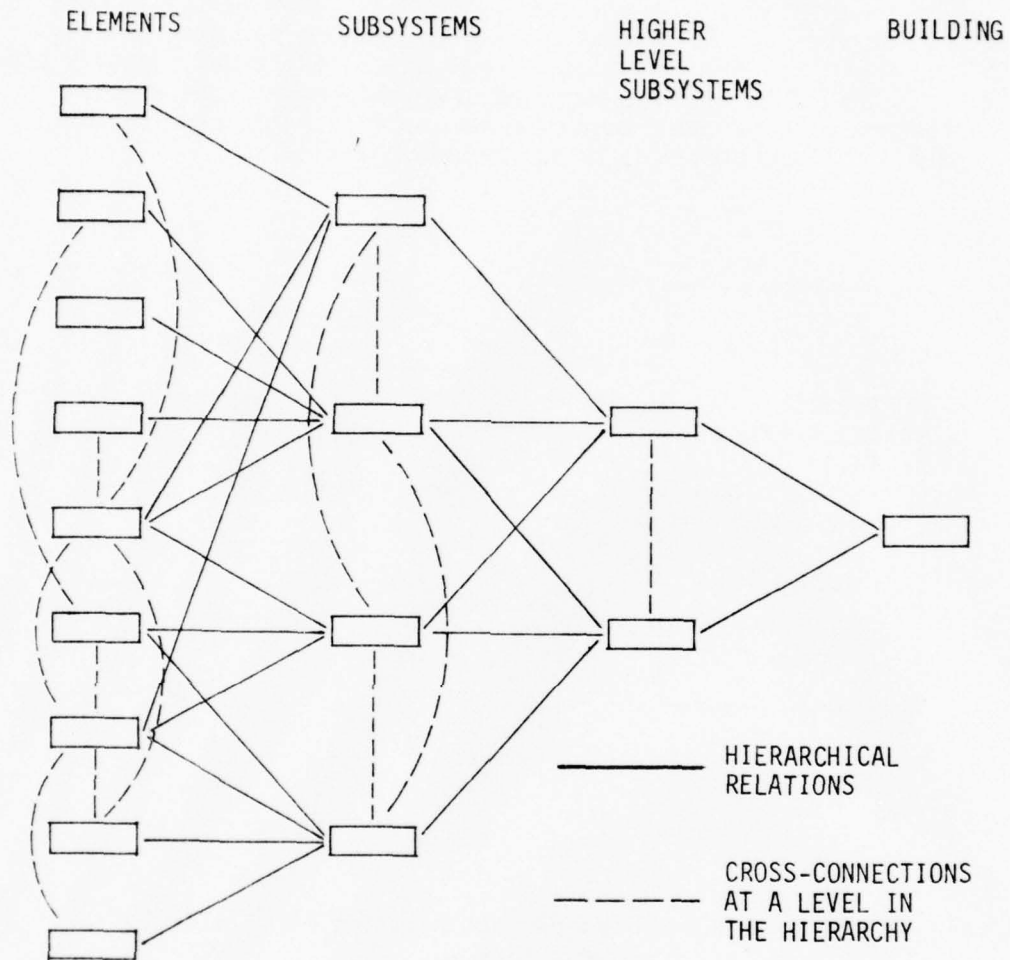 ELEMENTS
SUBSYSTEMS
HIGHER
LEVEL
SUBSYSTEMS
BUILDING
HIERARCHICAL
RELATIONS
CROSS-CONNECTIONS
AT A LEVEL IN
THE HIERARCHY